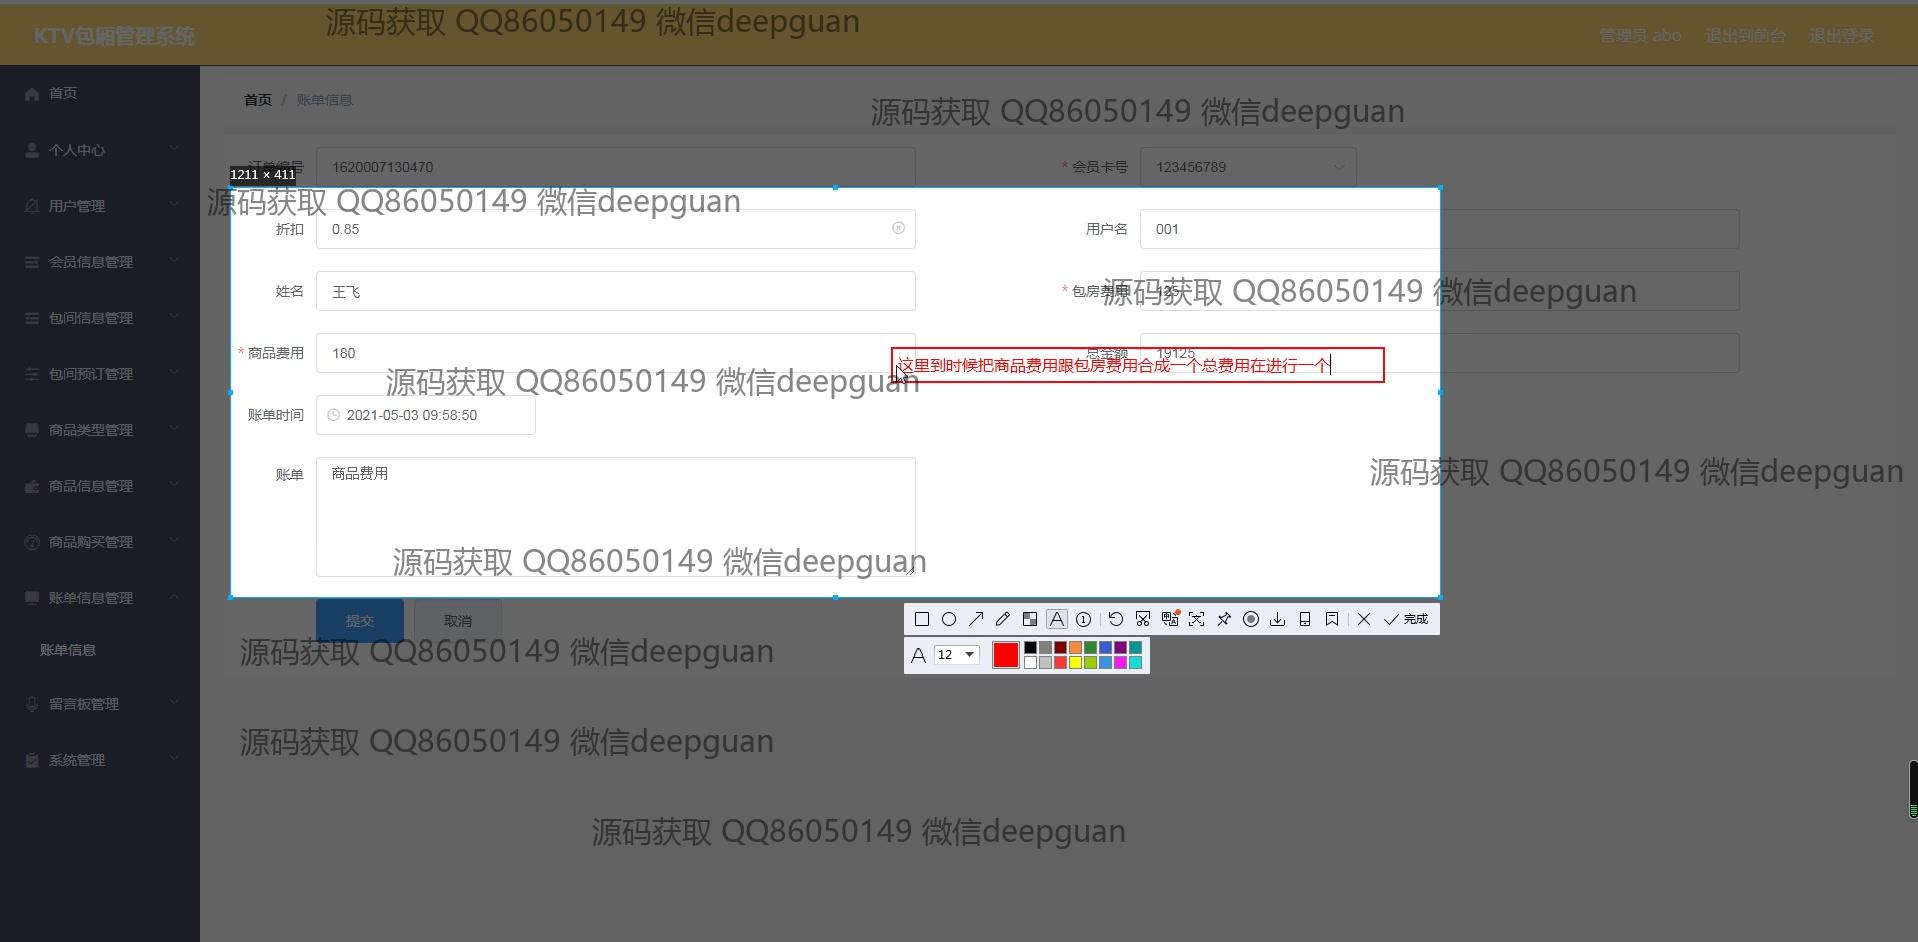 源码获取 QQ86050149 微信deepguan
KTV包厢管理系统
管理员 abo 退出到前台 退出登录
首页
首页 / 账单信息
源码获取 QQ86050149 微信deepguan
个人中心
订单编号 1620007130470 * 会员卡号 123456789
1211 × 411
源码获取 QQ86050149 微信deepguan
用户管理
折扣 0.85 用户名 001
会员信息管理
姓名 王飞 * 包房费用
源码获取 QQ86050149 微信deepguan
包间信息管理
* 商品费用 180 总金额 19125
这里到时候把商品费用跟包房费用合成一个总费用在进行一个
包间预订管理
源码获取 QQ86050149 微信deepguan
账单时间 2021-05-03 09:58:50
商品类型管理
账单 商品费用
源码获取 QQ86050149 微信deepguan
商品信息管理
商品购买管理
源码获取 QQ86050149 微信deepguan
账单信息管理
提交 取消
完成
账单信息
源码获取 QQ86050149 微信deepguan
A 12
留言板管理
源码获取 QQ86050149 微信deepguan
系统管理
源码获取 QQ86050149 微信deepguan